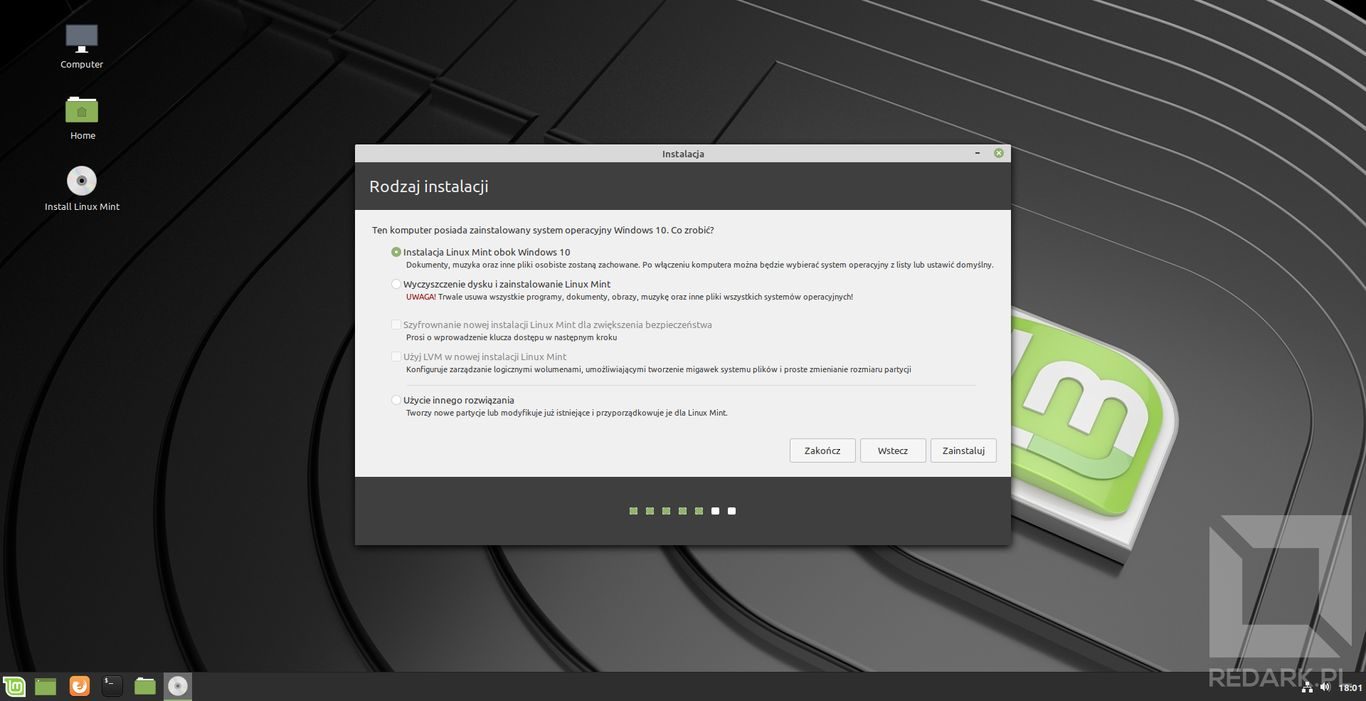 Computer
Home
Install Linux Mint
Instalacja
Rodzaj instalacji
Ten komputer posiada zainstalowany system operacyjny Windows 10. Co zrobić?
Instalacja Linux Mint obok Windows 10
Dokumenty, muzyka oraz inne pliki osobiste zostaną zachowane. Po włączeniu komputera można będzie wybierać system operacyjny z listy lub ustawić domyślny.
Wyczyszczenie dysku i zainstalowanie Linux Mint
UWAGA! Trwale usuwa wszystkie programy, dokumenty, obrazy, muzykę oraz inne pliki wszystkich systemów operacyjnych!
Szyfrownanie nowej instalacji Linux Mint dla zwiększenia bezpieczeństwa
Prosi o wprowadzenie klucza dostępu w następnym kroku
Użyj LVM w nowej instalacji Linux Mint
Konfiguruje zarządzanie logicznymi wolumenami, umożliwiającymi tworzenie migawek systemu plików i proste zmienianie rozmiaru partycji
Użycie innego rozwiązania
Tworzy nowe partycje lub modyfikuje już istniejące i przyporządkowuje je dla Linux Mint.
Zakończ
Wstecz
Zainstaluj
REDARK.PL
18:01